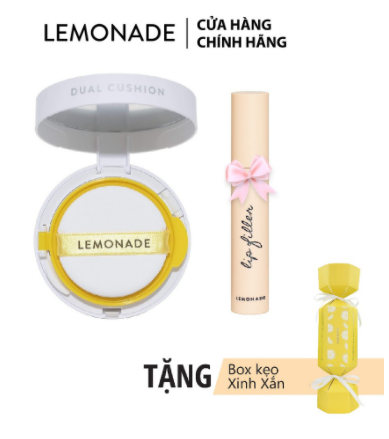 LEMONADE
CỬA HÀNG
CHÍNH HÃNG
DUAL CUSHION
LEMONADE
lip filler
LEMONADE
TẶNG
Box kẹo
Xinh Xắn